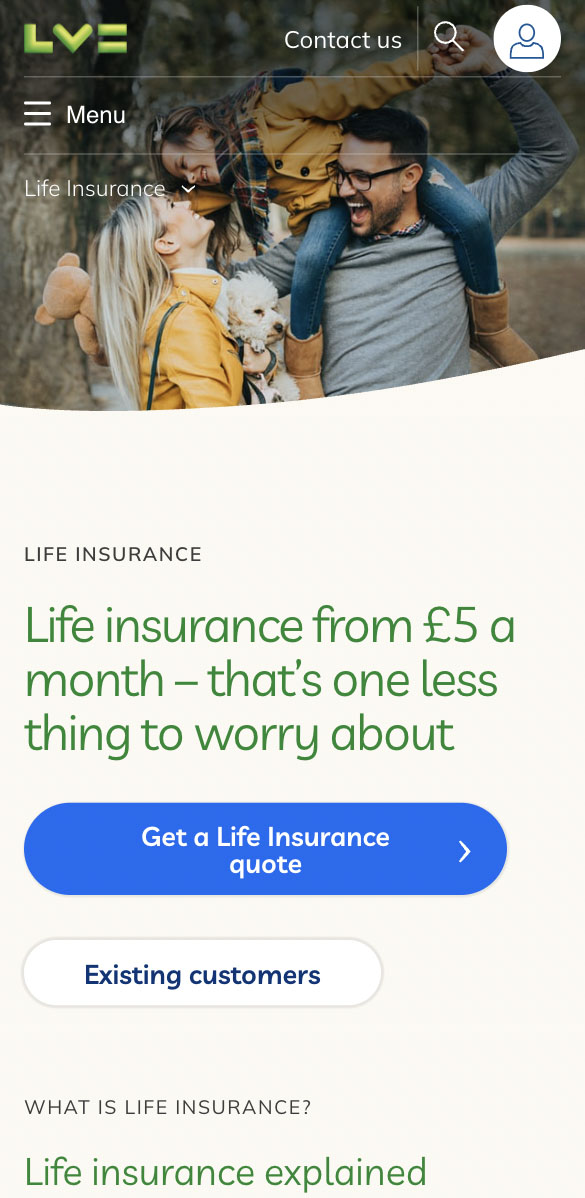 LV=
Contact us
Menu
Life Insurance
LIFE INSURANCE
Life insurance from £5 a
month – that’s one less
thing to worry about
Get a Life Insurance
quote
Existing customers
WHAT IS LIFE INSURANCE?
Life insurance explained